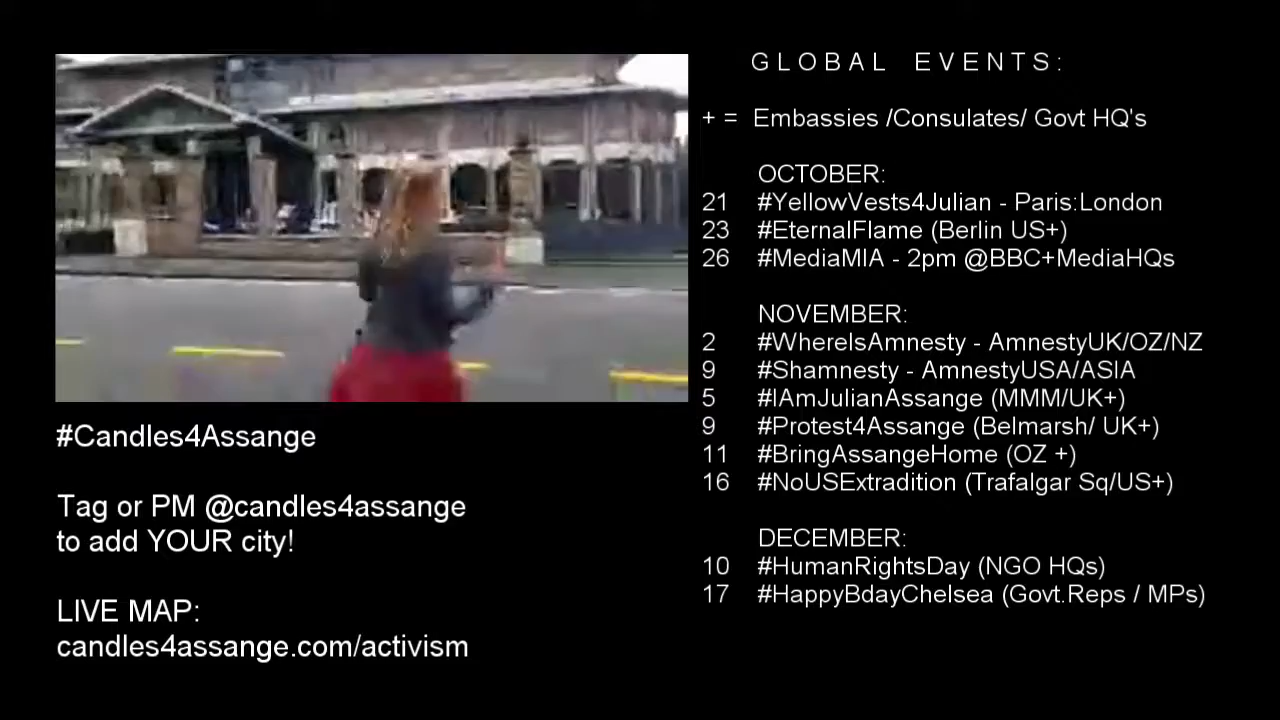 #Candles4Assange
Tag or PM @candles4assange
to add YOUR city!
LIVE MAP:
candles4assange.com/activism
GLOBAL EVENTS:
+ = Embassies /Consulates/ Govt HQ's
OCTOBER:
21 #YellowVests4Julian - Paris:London
23 #EternalFlame (Berlin US+)
26 #MediaMIA - 2pm @BBC+MediaHQs
NOVEMBER:
2 #WhereIsAmnesty - AmnestyUK/OZ/NZ
9 #Shamnesty - AmnestyUSA/ASIA
5 #IAmJulianAssange (MMM/UK+)
9 #Protest4Assange (Belmarsh/ UK+)
11 #BringAssangeHome (OZ +)
16 #NoUSExtradition (Trafalgar Sq/US+)
DECEMBER:
10 #HumanRightsDay (NGO HQs)
17 #HappyBdayChelsea (Govt.Reps / MPs)